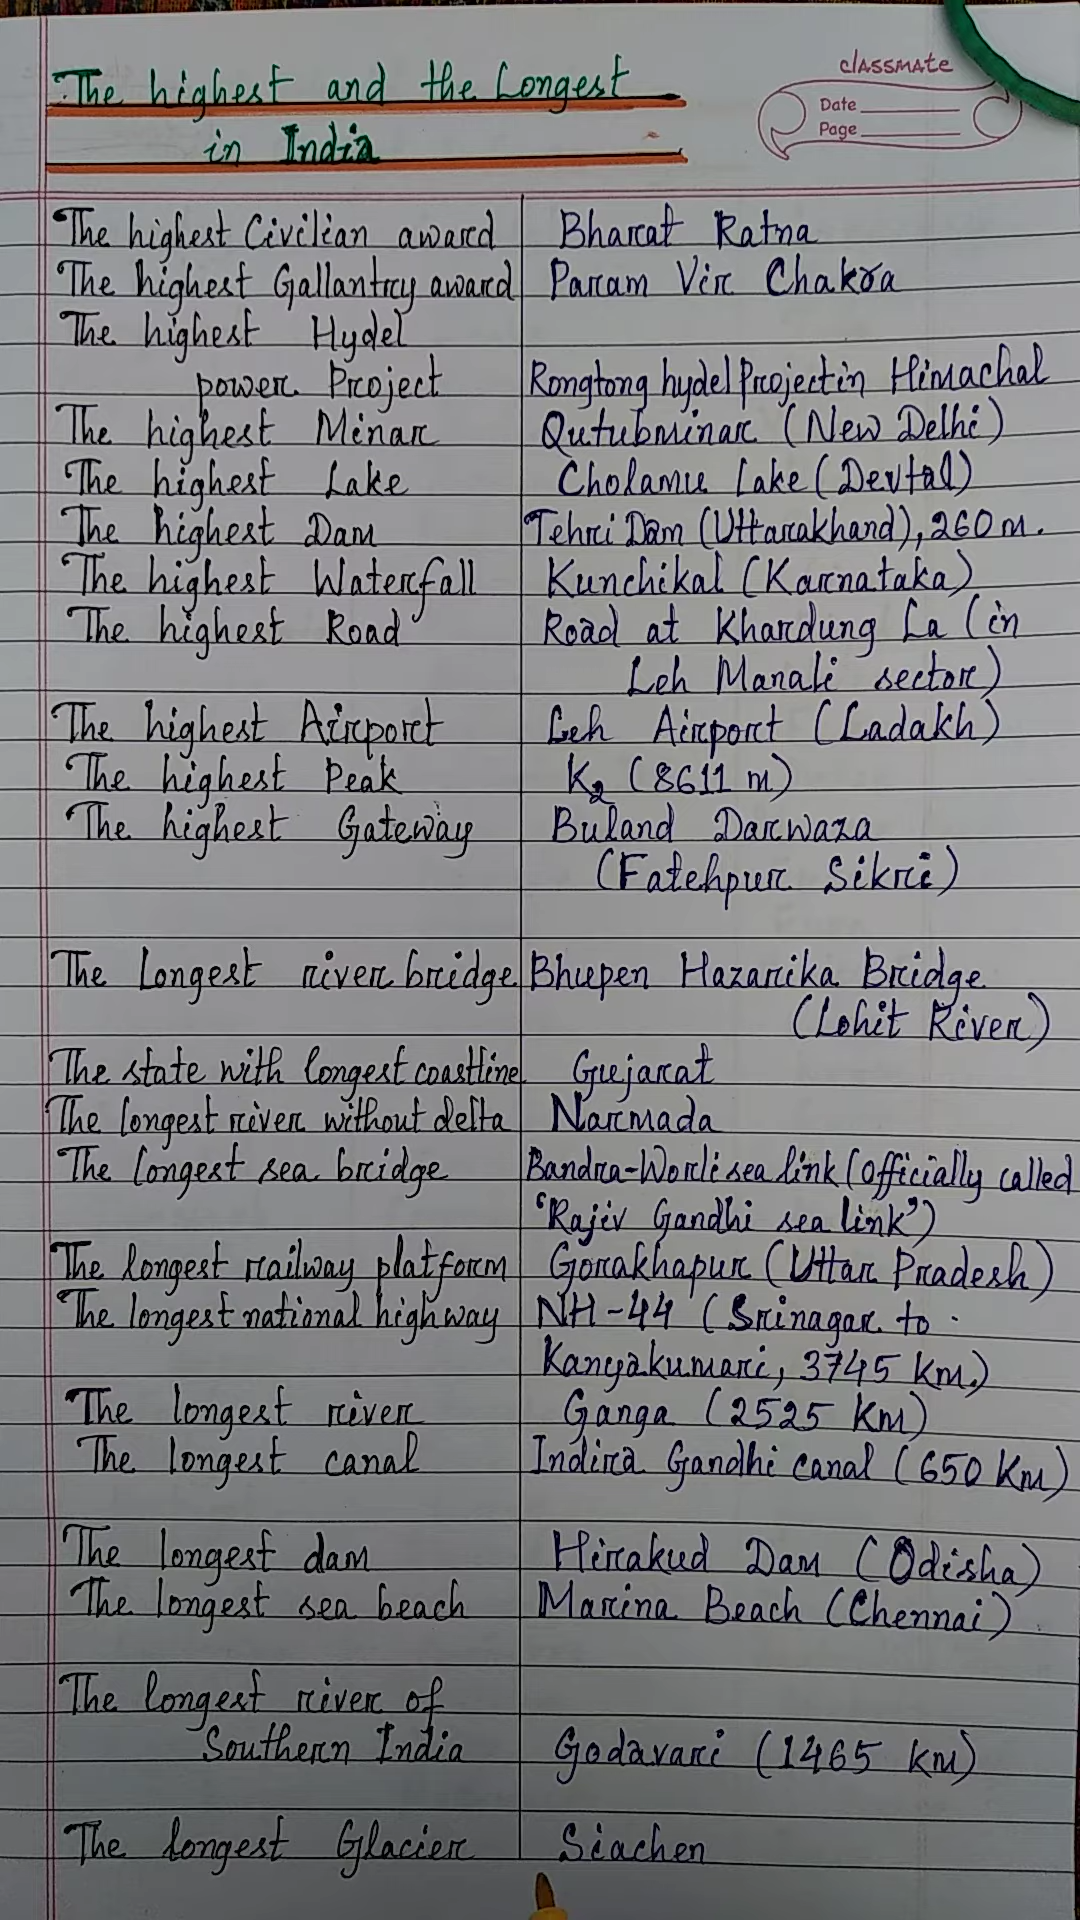 The highest and the Longest
in India
classmate
Date
Page
The highest Civilian award Bharat Ratna
The highest Gallantry award Param Vir Chakra
The highest Hydel
power Project Rongtong hydel Project in Himachal
The highest Minar Qutubminar (New Delhi)
The highest Lake Cholamu Lake (Devtal)
The highest Dam Tehri Dam (Uttarakhand), 260 m.
The highest Waterfall Kunchikal (Karnataka)
The highest Road Road at Khardung La (in
Leh Manali sector)
The highest Airport Leh Airport (Ladakh)
The highest Peak K2 (8611 m)
The highest Gateway Buland Darwaza
(Fatehpur Sikri)
The Longest river bridge Bhupen Hazarika Bridge
(Lohit River)
The state with longest coastline Gujarat
The longest river without delta Narmada
The longest sea bridge Bandra-Worli sea link (officially called
'Rajiv Gandhi sea link')
The longest railway platform Gorakhapur (Uttar Pradesh)
The longest national highway NH-44 (Srinagar to
Kanyakumari, 3745 Km.)
The longest river Ganga (2525 Km)
The longest canal Indira Gandhi canal (650 Km)
The longest dam Hirakud Dam (Odisha)
The longest sea beach Marina Beach (Chennai)
The longest river of
Southern India Godavari (1465 km)
The longest Glacier Siachen